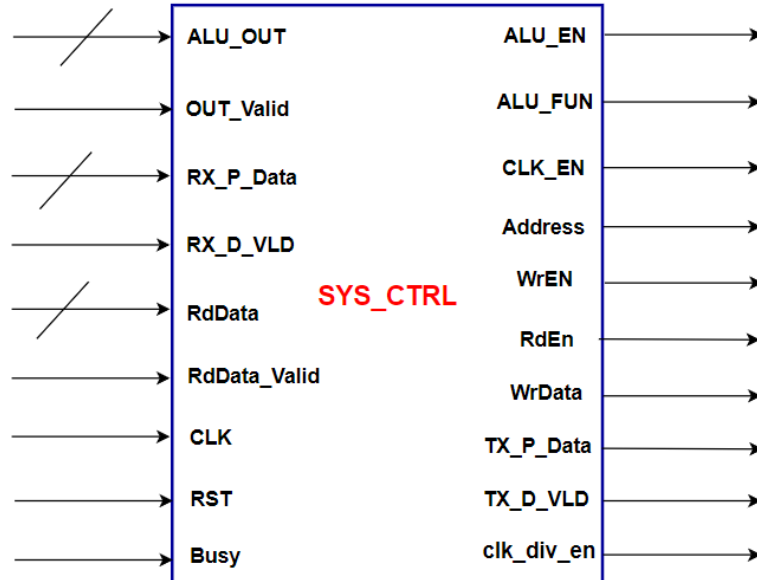 ALU_OUT
OUT_Valid
RX_P_Data
RX_D_VLD
RdData
RdData_Valid
CLK
RST
Busy
SYS_CTRL
ALU_EN
ALU_FUN
CLK_EN
Address
WrEN
RdEn
WrData
TX_P_Data
TX_D_VLD
clk_div_en